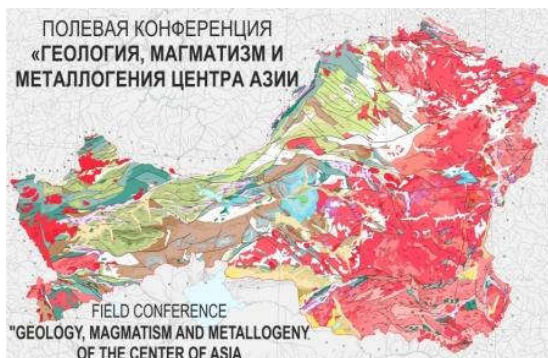 ПОЛЕВАЯ КОНФЕРЕНЦИЯ
«ГЕОЛОГИЯ, МАГМАТИЗМ И
МЕТАЛЛОГЕНИЯ ЦЕНТРА АЗИИ
FIELD CONFERENCE
"GEOLOGY, MAGMATISM AND METALLOGENY
OF THE CENTER OF ASIA